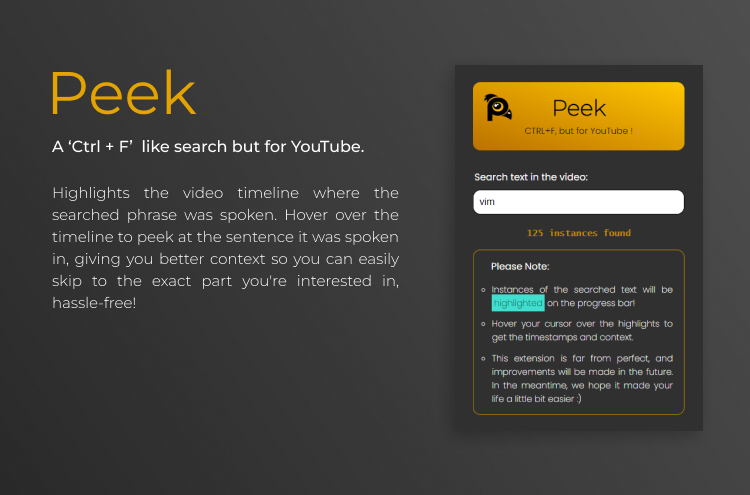 Peek
A ‘Ctrl + F’ like search but for YouTube.
Highlights the video timeline where the
searched phrase was spoken. Hover over the
timeline to peek at the sentence it was spoken
in, giving you better context so you can easily
skip to the exact part you're interested in,
hassle-free!
Peek
CTRL+F, but for YouTube !
Search text in the video:
vim
125 instances found
Please Note:
Instances of the searched text will be
highlighted on the progress bar!
Hover your cursor over the highlights to
get the timestamps and context.
This extension is far from perfect, and
improvements will be made in the future.
In the meantime, we hope it made your
life a little bit easier :)